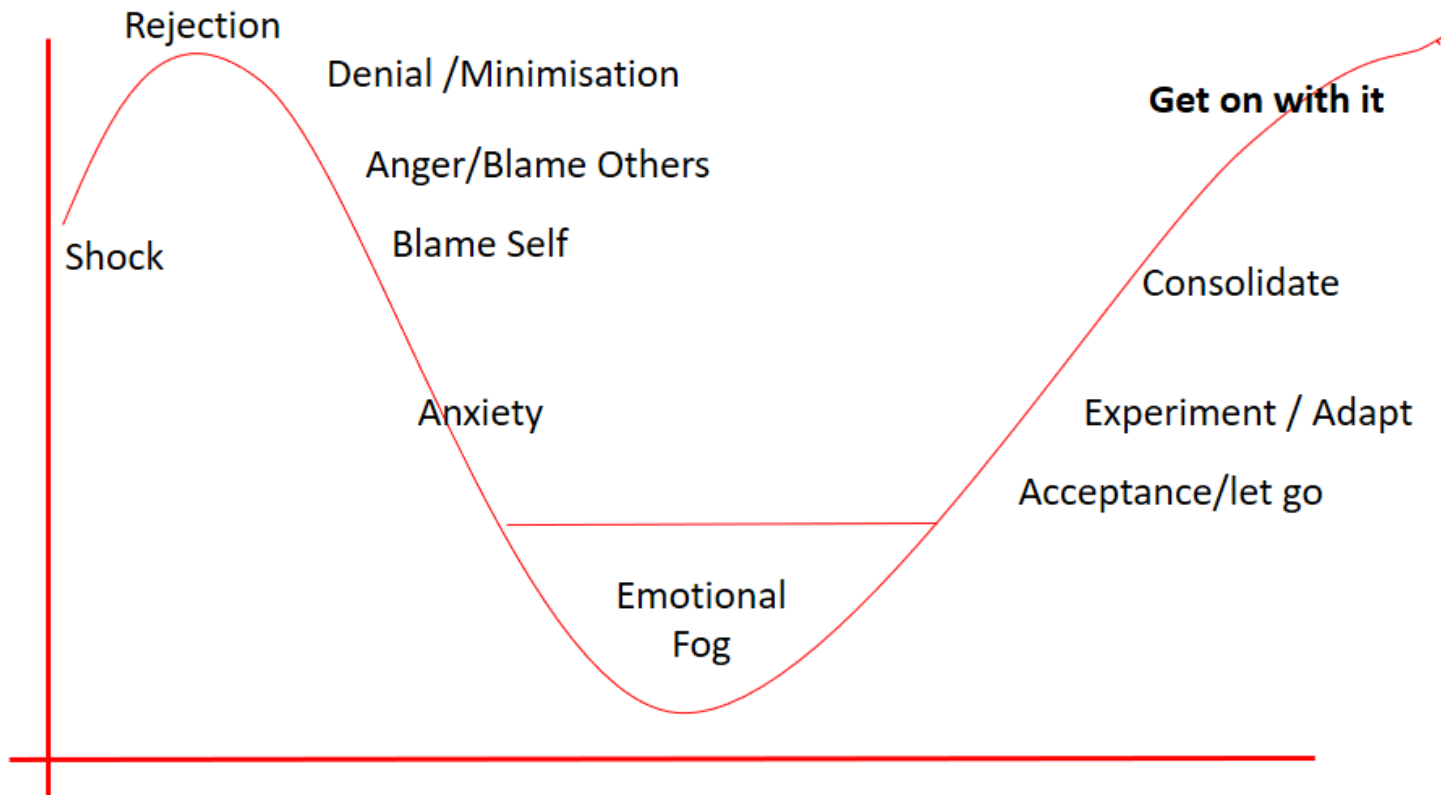 Rejection
Denial /Minimisation
Anger/Blame Others
Blame Self
Shock
Anxiety
Emotional
Fog
Acceptance/let go
Experiment / Adapt
Consolidate
Get on with it